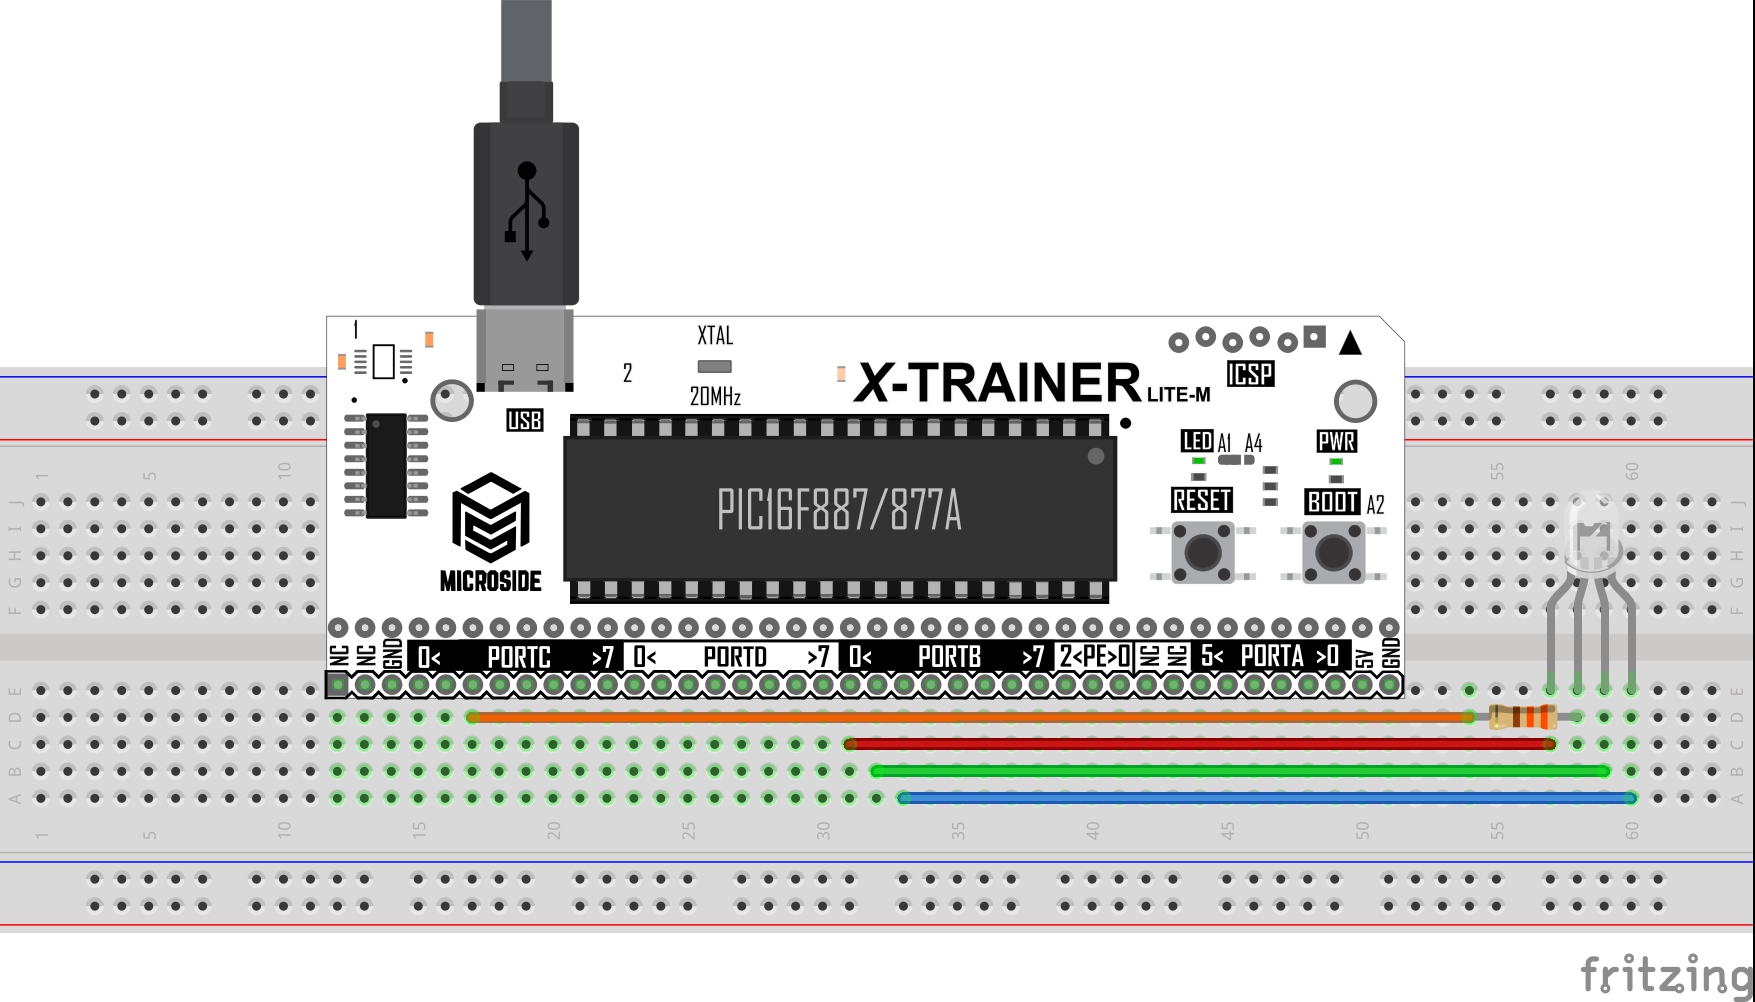 1
XTAL
2
20MHz
X-TRAINER LITE-M
ICSP
USB
LED A1 A4 PWR
RESET BOOT A2
PIC16F887/877A
MICROSIDE
NC NC GND 0< PORTC >7 0< PORTD >7 0< PORTB >7 2<PE>0 NC NC 5< PORTA >0 5V GND
1 5 10 55 60
J J
I I
H H
G G
F F
E E
D D
C C
B B
A A
1 5 10 15 20 25 30 35 40 45 50 55 60
fritzing